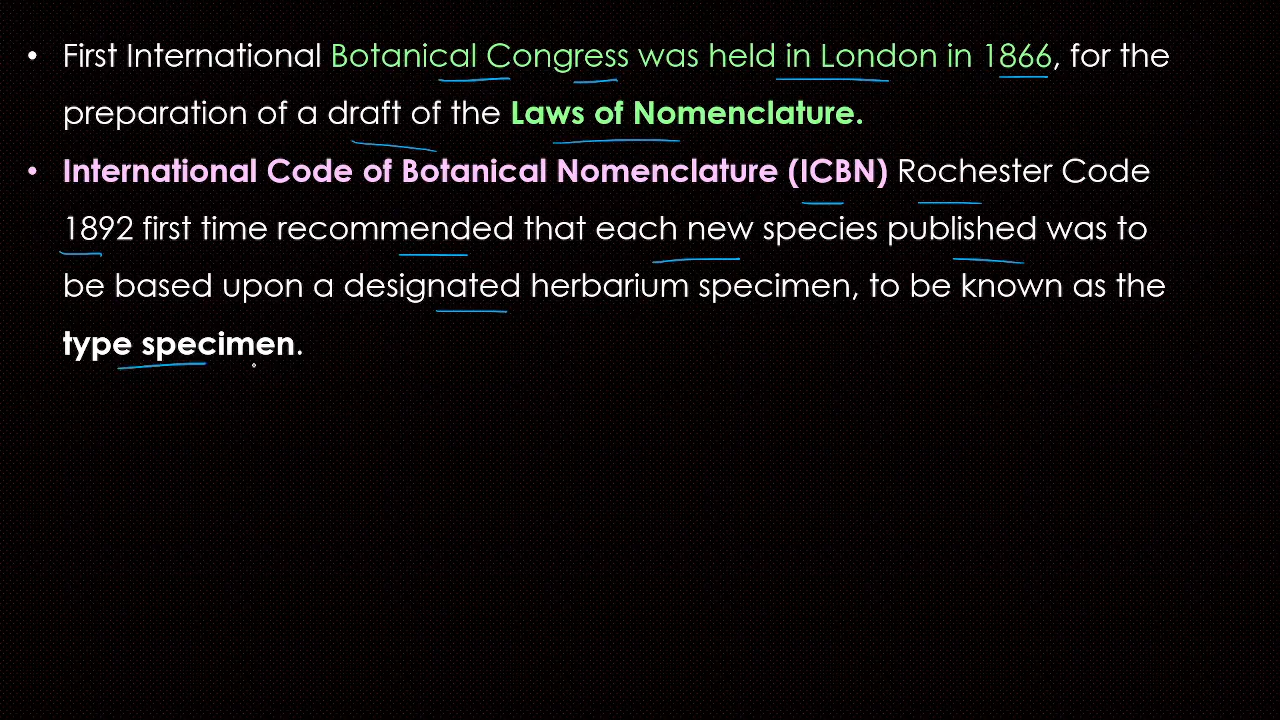 • First International Botanical Congress was held in London in 1866, for the
preparation of a draft of the Laws of Nomenclature.
• International Code of Botanical Nomenclature (ICBN) Rochester Code
1892 first time recommended that each new species published was to
be based upon a designated herbarium specimen, to be known as the
type specimen.